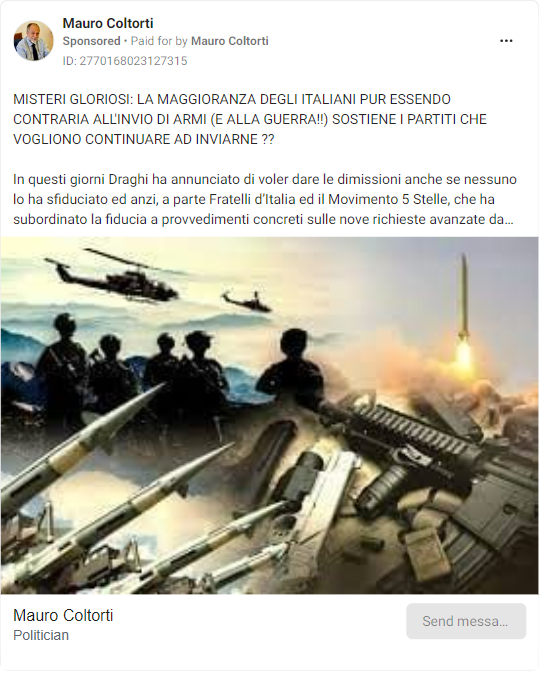 Mauro Coltorti
Sponsored • Paid for by Mauro Coltorti
ID: 2770168023127315
MISTERI GLORIOSI: LA MAGGIORANZA DEGLI ITALIANI PUR ESSENDO
CONTRARIA ALL'INVIO DI ARMI (E ALLA GUERRA!!) SOSTIENE I PARTITI CHE
VOGLIONO CONTINUARE AD INVIARNE ??
In questi giorni Draghi ha annunciato di voler dare le dimissioni anche se nessuno
lo ha sfiduciato ed anzi, a parte Fratelli d’Italia ed il Movimento 5 Stelle, che ha
subordinato la fiducia a provvedimenti concreti sulle nove richieste avanzate da…
Mauro Coltorti
Politician
Send messa…